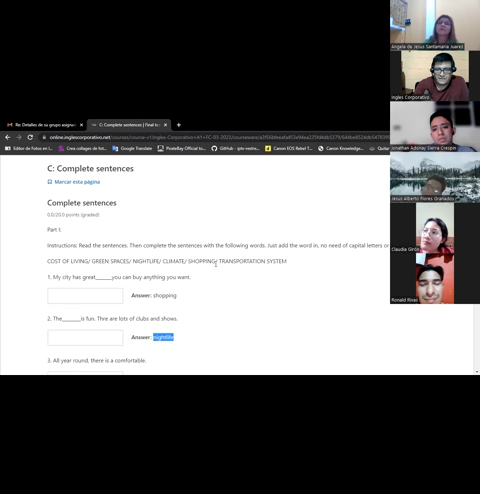 Angela de Jesus Santamaria Juarez
Ingles Corporativo
Jonathan Adonay Sierra Crespin
Jesus Alberto Flores Granados
Claudia Girón
Ronald Rivas
Re: Detalles de su grupo asignado
C: Complete sentences | Final t
online.inglescorporativo.net
Editor de Fotos en l
Crea collages de fot
Google Translate
PirateBay Official to
Canon EOS Rebel T
GitHub
Canon Knowledge
C: Complete sentences
Marcar esta página
Complete sentences
0.0/20.0 points (graded)
Part I:
Instructions: Read the sentences. Then complete the sentences with the following words. Just add the word in, no need of capital letters or
COST OF LIVING/ GREEN SPACES/ NIGHTLIFE/ CLIMATE/ SHOPPING/ TRANSPORTATION SYSTEM
1. My city has great______you can buy anything you want.
Answer: shopping
2. The_______is fun. Thre are lots of clubs and shows.
Answer: nightlife
3. All year round, there is a comfortable.